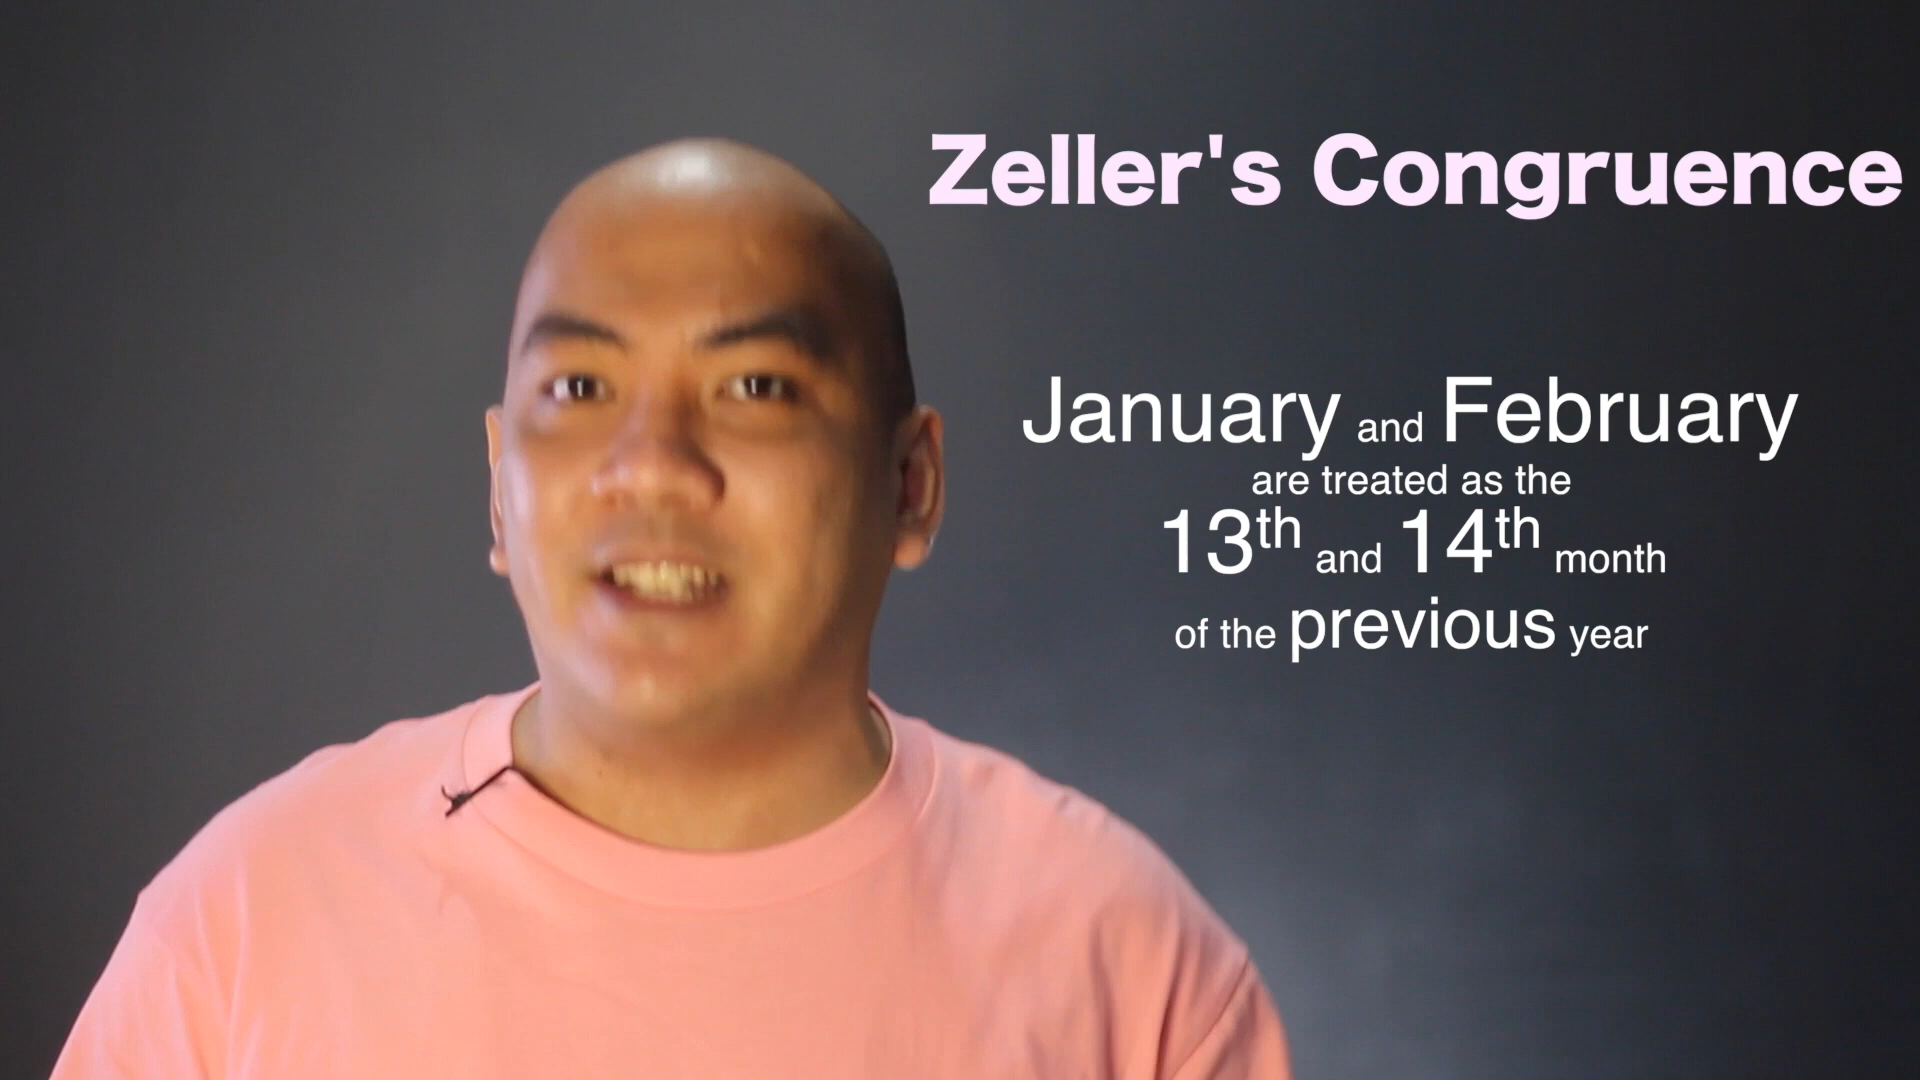 Zeller's Congruence
January and February
are treated as the
13th and 14th month
of the previous year